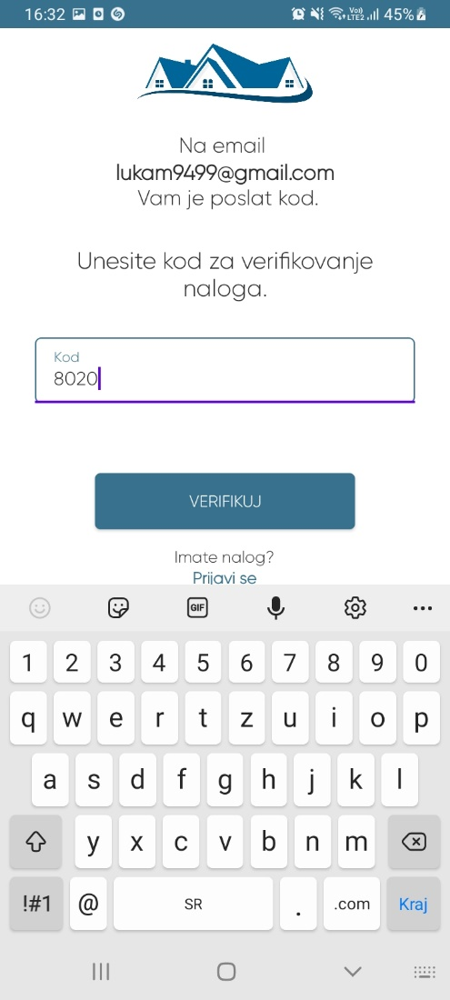 16:32 Vo)) LTE2 45%
Na email
lukam9499@gmail.com
Vam je poslat kod.
Unesite kod za verifikovanje
naloga.
Kod
8020
VERIFIKUJ
Imate nalog?
Prijavi se
GIF
1 2 3 4 5 6 7 8 9 0
q w e r t z u i o p
a s d f g h j k l
y x c v b n m
!#1 @ SR . .com Kraj